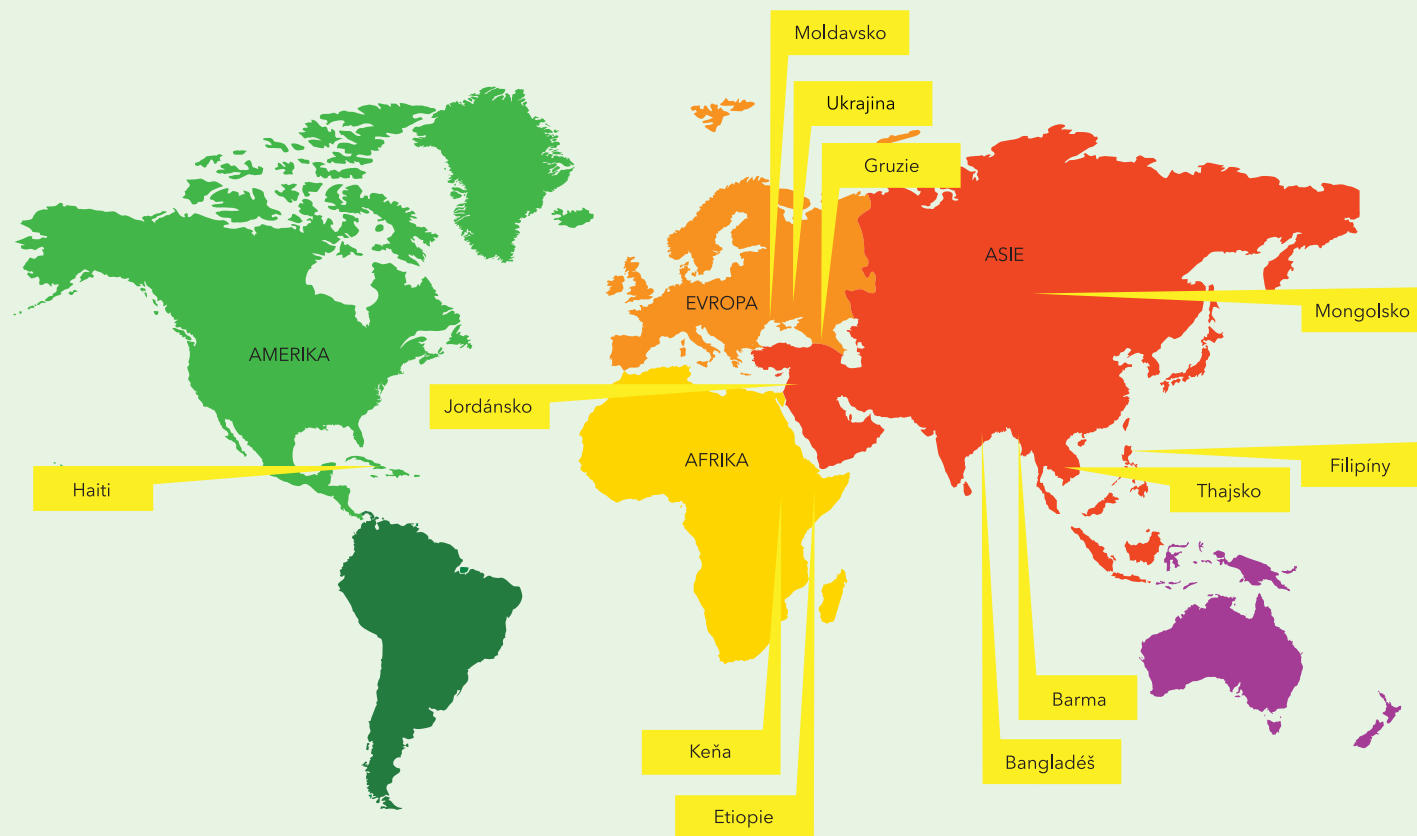 Moldavsko
Ukrajina
Gruzie
ASIE
EVROPA
Mongolsko
AMERIKA
Jordánsko
AFRIKA
Filipíny
Haiti
Thajsko
Barma
Keňa
Bangladéš
Etiopie